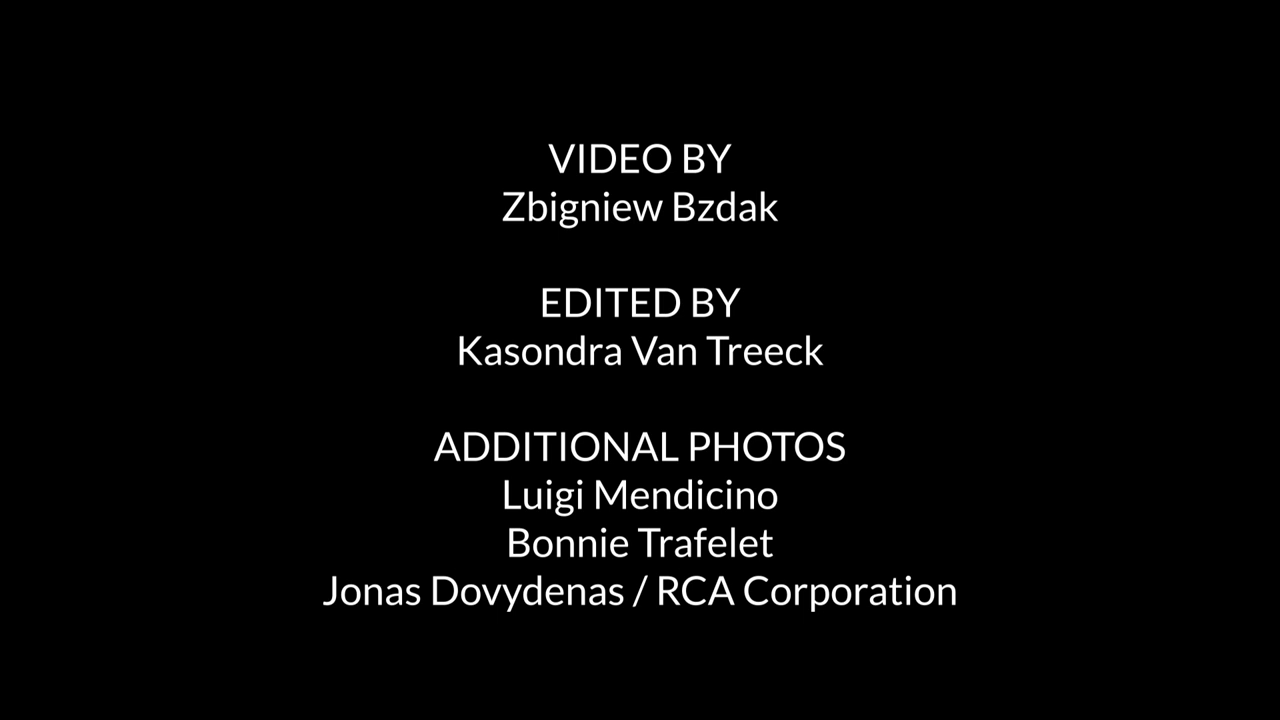 VIDEO BY
Zbigniew Bzdak
EDITED BY
Kasondra Van Treeck
ADDITIONAL PHOTOS
Luigi Mendicino
Bonnie Trafelet
Jonas Dovydenas / RCA Corporation